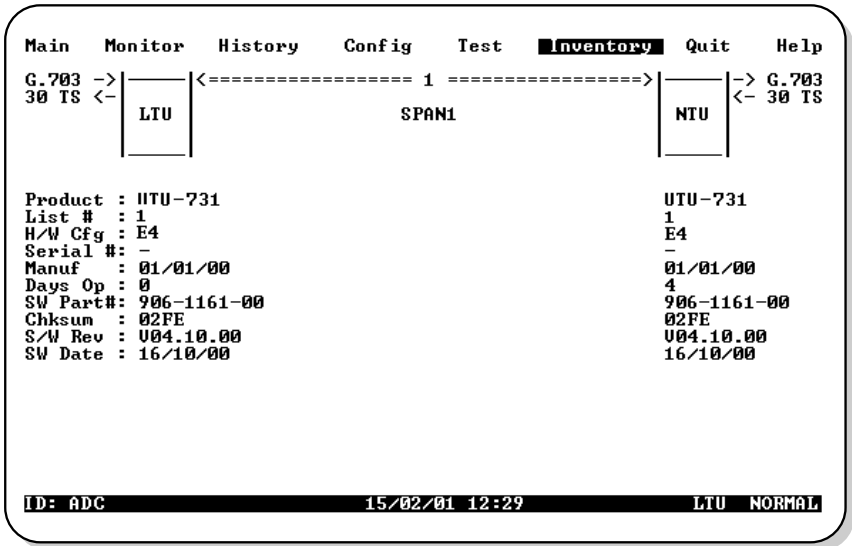 Main Monitor History Config Test Inventory Quit Help
G.703 -> |<================== 1 =================>| -> G.703
30 TS <- <- 30 TS
LTU SPAN1 NTU
Product : UTU-731 UTU-731
List # : 1 1
H/W Cfg : E4 E4
Serial #: - -
Manuf : 01/01/00 01/01/00
Days Op : 0 4
SW Part#: 906-1161-00 906-1161-00
Chksum : 02FE 02FE
S/W Rev : V04.10.00 V04.10.00
SW Date : 16/10/00 16/10/00
ID: ADC 15/02/01 12:29 LTU NORMAL